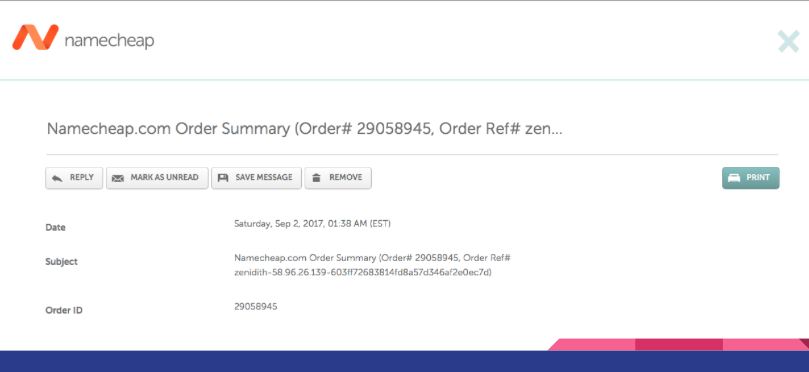 namecheap
Namecheap.com Order Summary (Order# 29058945, Order Ref# zen...
REPLY
MARK AS UNREAD
SAVE MESSAGE
REMOVE
PRINT
Date
Saturday, Sep 2, 2017, 01:38 AM (EST)
Subject
Namecheap.com Order Summary (Order# 29058945, Order Ref#
zenidith-58.96.26.139-603ff72683814fd8a57d346af2e0ec7d)
Order ID
29058945